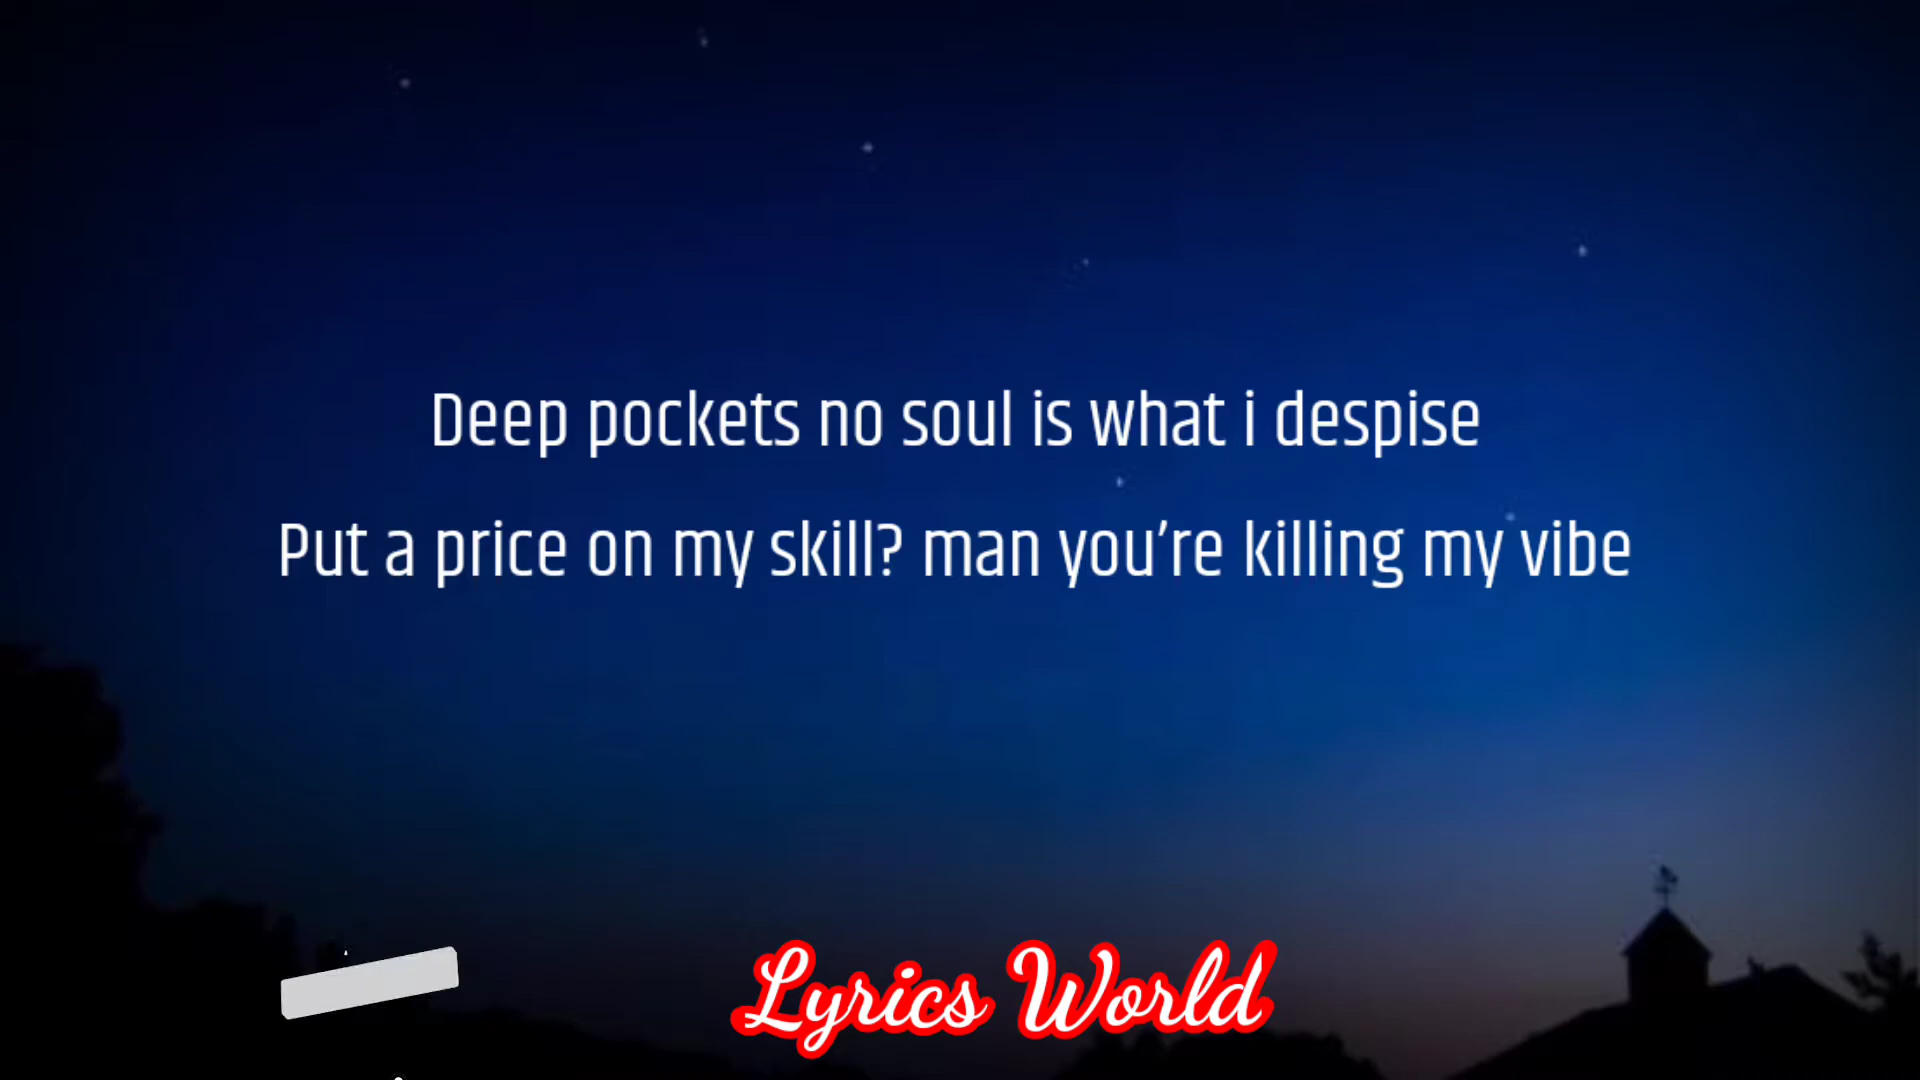 Deep pockets no soul is what i despise
Put a price on my skill? man you’re killing my vibe
Lyrics World